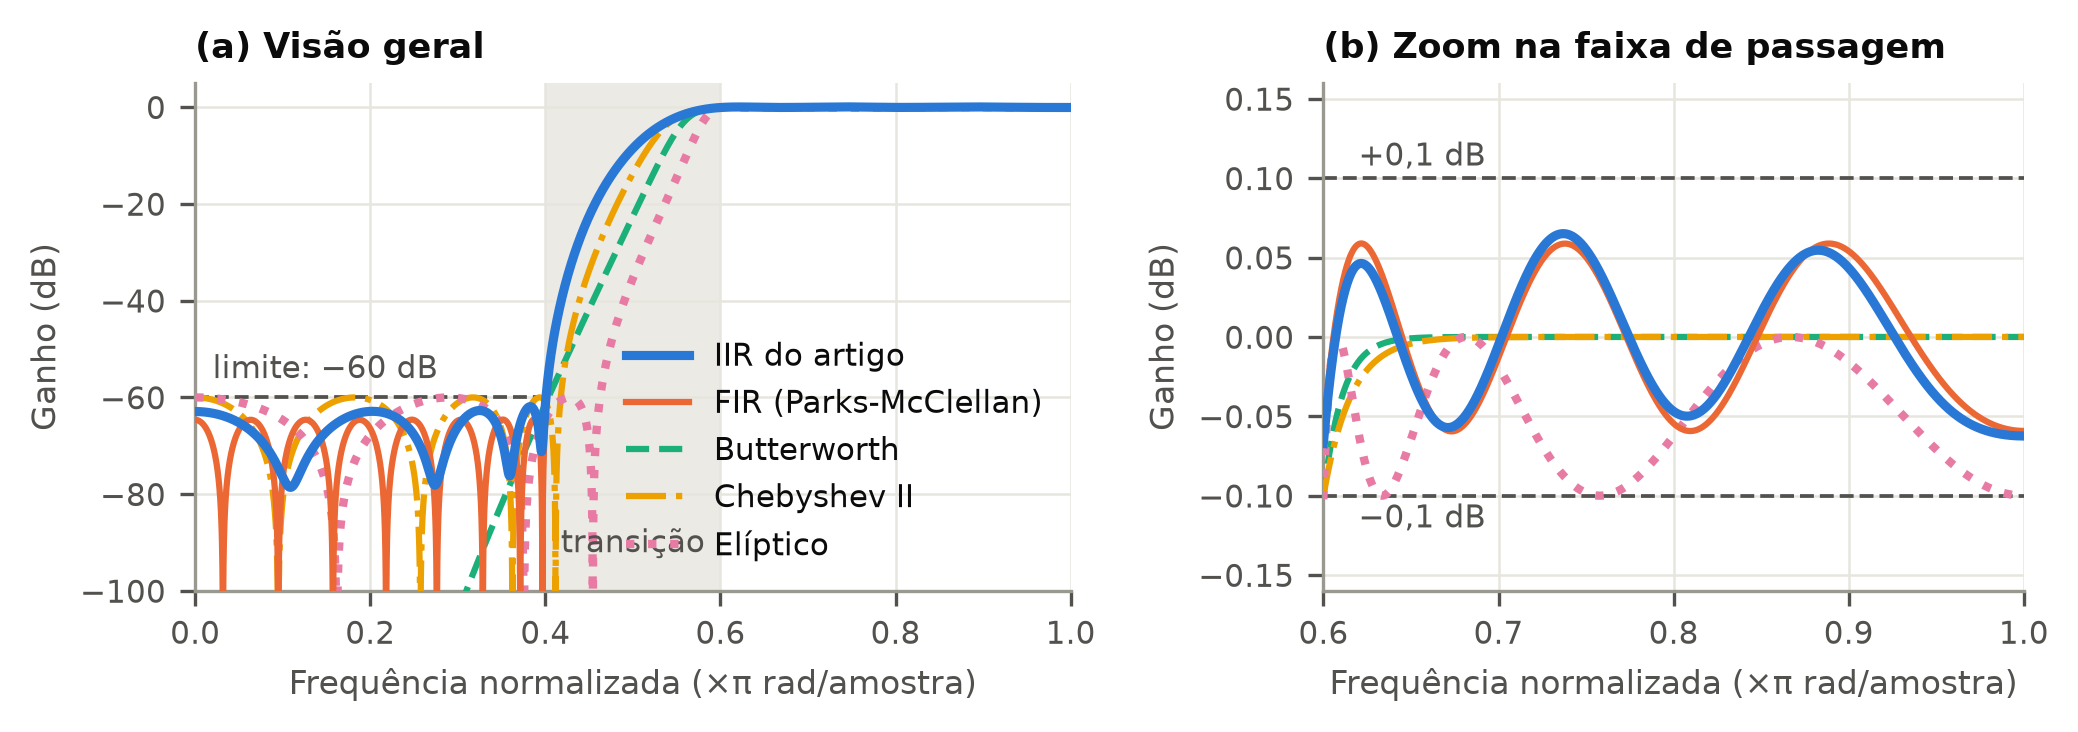 (a) Visão geral
0
−20
−40
−60
−80
−100
Ganho (dB)
limite: −60 dB
transição
IIR do artigo
FIR (Parks-McClellan)
Butterworth
Chebyshev II
Elíptico
0.0 0.2 0.4 0.6 0.8 1.0
Frequência normalizada (×π rad/amostra)
(b) Zoom na faixa de passagem
0.15
0.10
0.05
0.00
−0.05
−0.10
−0.15
Ganho (dB)
+0,1 dB
−0,1 dB
0.6 0.7 0.8 0.9 1.0
Frequência normalizada (×π rad/amostra)